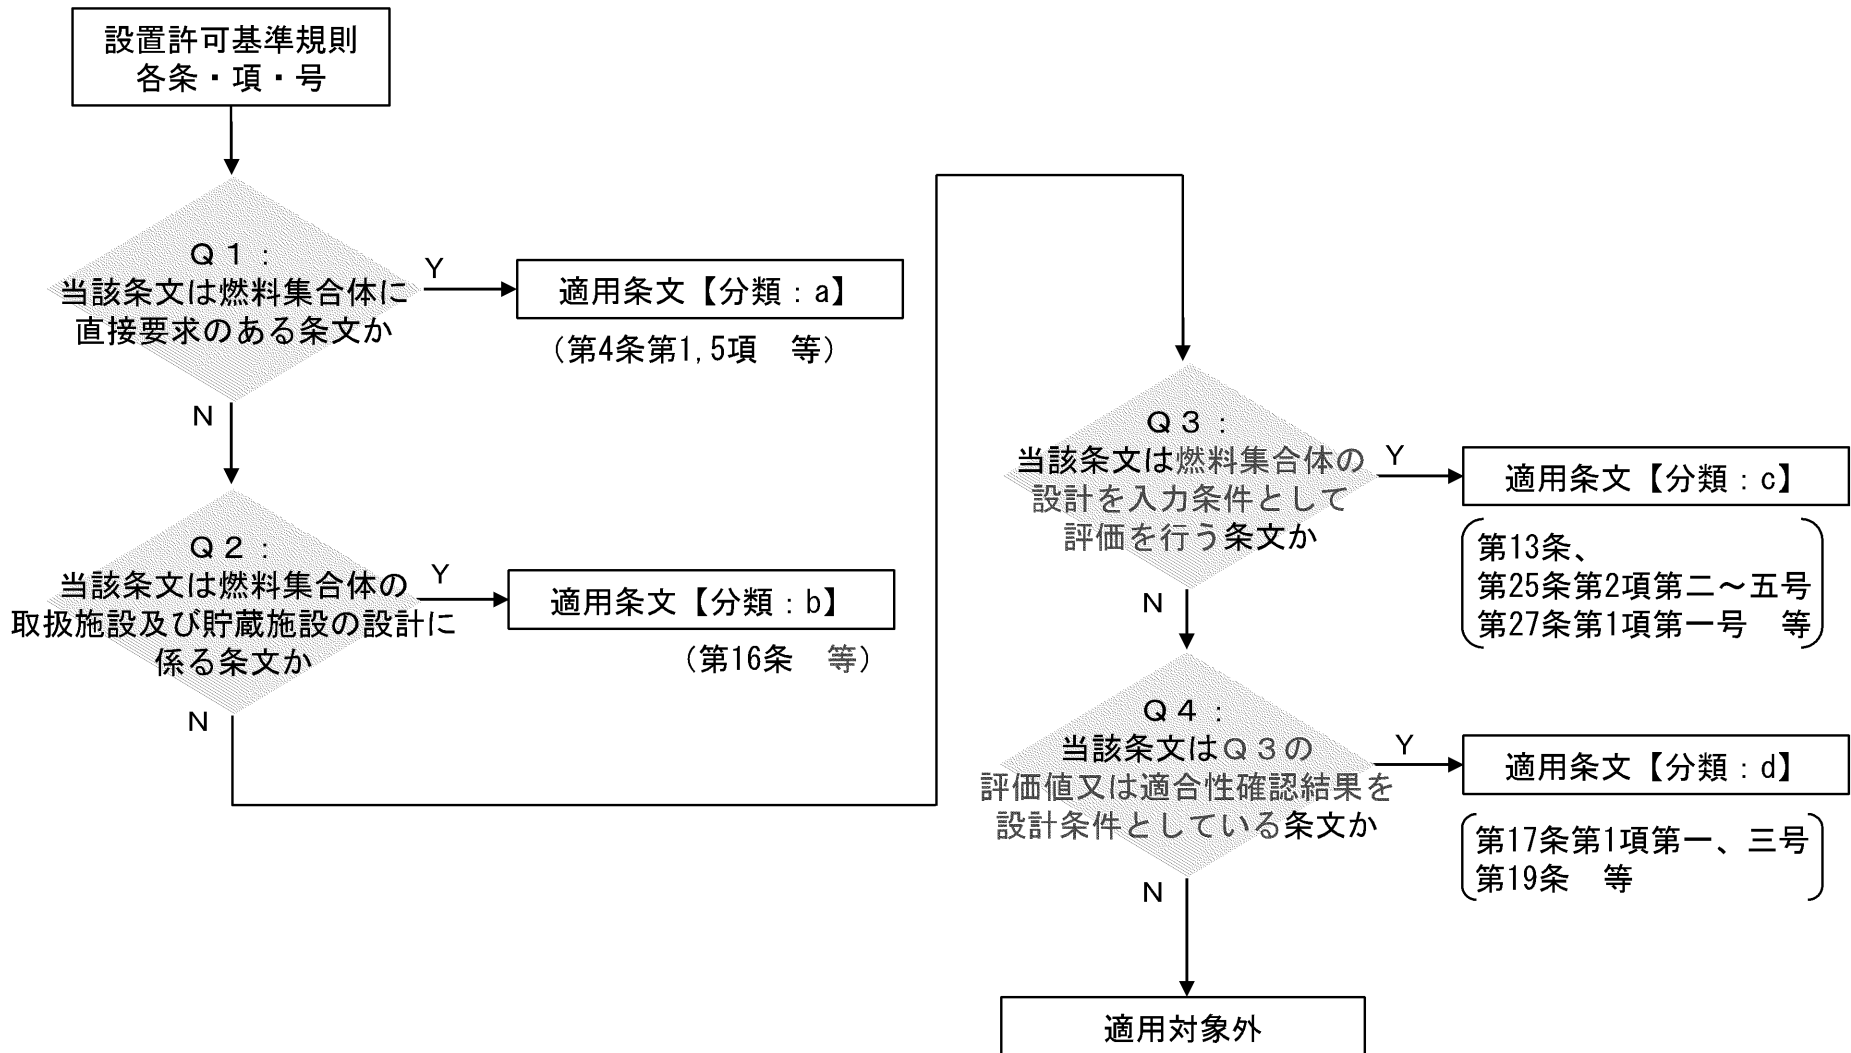 設置許可基準規則
各条・項・号
Ｑ１：
当該条文は燃料集合体に
直接要求のある条文か
Y
適用条文【分類：a】
（第4条第1,5項　等）
N
Ｑ２：
当該条文は燃料集合体の
取扱施設及び貯蔵施設の設計に
係る条文か
Y
適用条文【分類：b】
（第16条　等）
N
Ｑ３：
当該条文は燃料集合体の
設計を入力条件として
評価を行う条文か
Y
適用条文【分類：c】
第13条、
第25条第2項第二～五号
第27条第1項第一号　等
N
Ｑ４：
当該条文はＱ３の
評価値又は適合性確認結果を
設計条件としている条文か
Y
適用条文【分類：d】
第17条第1項第一、三号
第19条　等
N
適用対象外